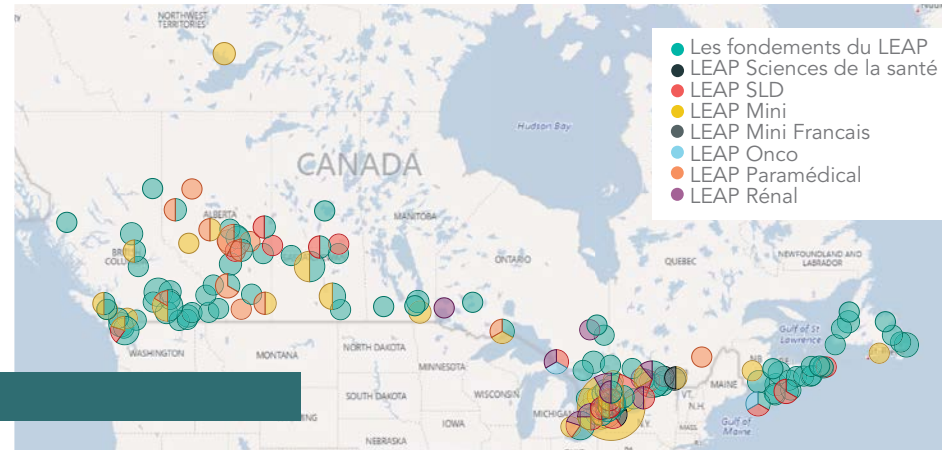 NORTHWEST
TERRITORIES
Les fondements du LEAP
LEAP Sciences de la santé
LEAP SLD
LEAP Mini
LEAP Mini Francais
LEAP Onco
LEAP Paramédical
LEAP Rénal
Hudson Bay
CANADA
ALBERTA
MANITOBA
ONTARIO
QUEBEC
NEWFOUNDLAND AND
LABRADOR
Gulf of St
Lawrence
WASHINGTON
MONTANA
NORTH DAKOTA
MINNESOTA
SOUTH DAKOTA
WISCONSIN
MICHIGAN
IOWA
NEBRASKA
N.Y.
VT.
N.H.
MAINE
NB
Gulf of
Maine